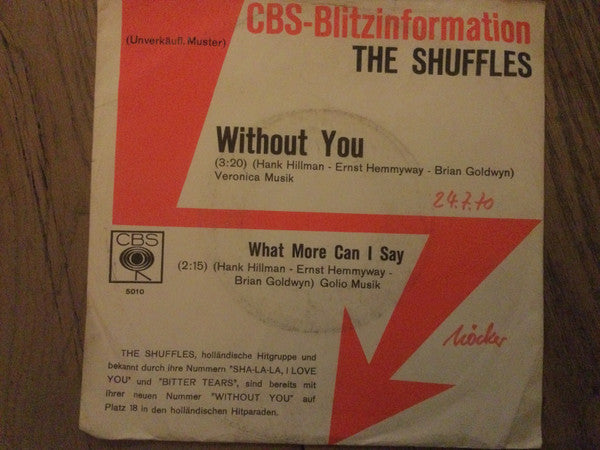 CBS-Blitzinformation
(Unverkäufl. Muster)
THE SHUFFLES
Without You
(3:20) (Hank Hillman - Ernst Hemmyway - Brian Goldwyn)
Veronica Musik
24.7.70
CBS
5010
What More Can I Say
(2:15) (Hank Hillman - Ernst Hemmyway -
Brian Goldwyn) Golio Musik
THE SHUFFLES, holländische Hitgruppe und
bekannt durch ihre Nummern "SHA-LA-LA, I LOVE
YOU" und "BITTER TEARS", sind bereits mit
ihrer neuen Nummer "WITHOUT YOU" auf
Platz 18 in den holländischen Hitparaden.